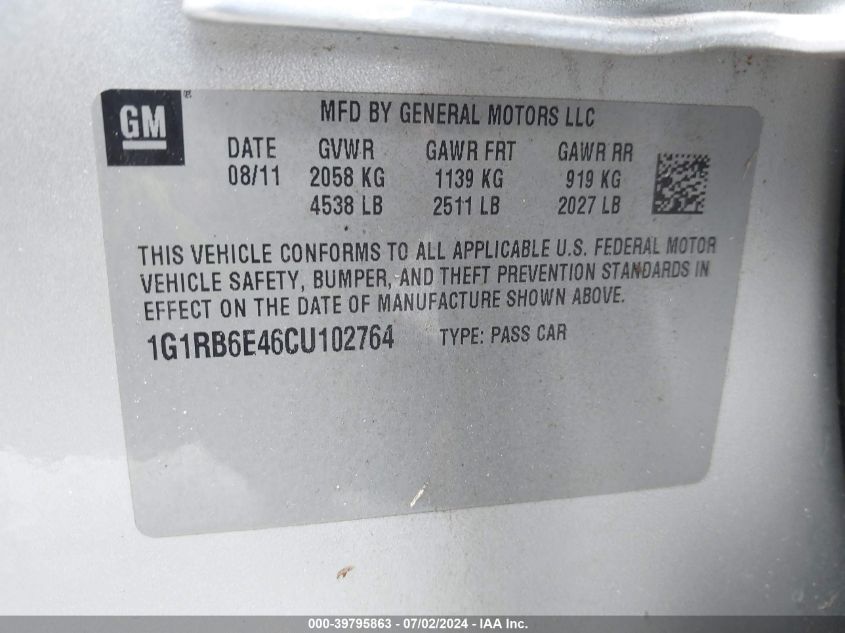 GM
MFD BY GENERAL MOTORS LLC
DATE GVWR GAWR FRT GAWR RR
08/11 2058 KG 1139 KG 919 KG
4538 LB 2511 LB 2027 LB
THIS VEHICLE CONFORMS TO ALL APPLICABLE U.S. FEDERAL MOTOR
VEHICLE SAFETY, BUMPER, AND THEFT PREVENTION STANDARDS IN
EFFECT ON THE DATE OF MANUFACTURE SHOWN ABOVE.
1G1RB6E46CU102764 TYPE: PASS CAR
000-39795863 - 07/02/2024 - IAA Inc.